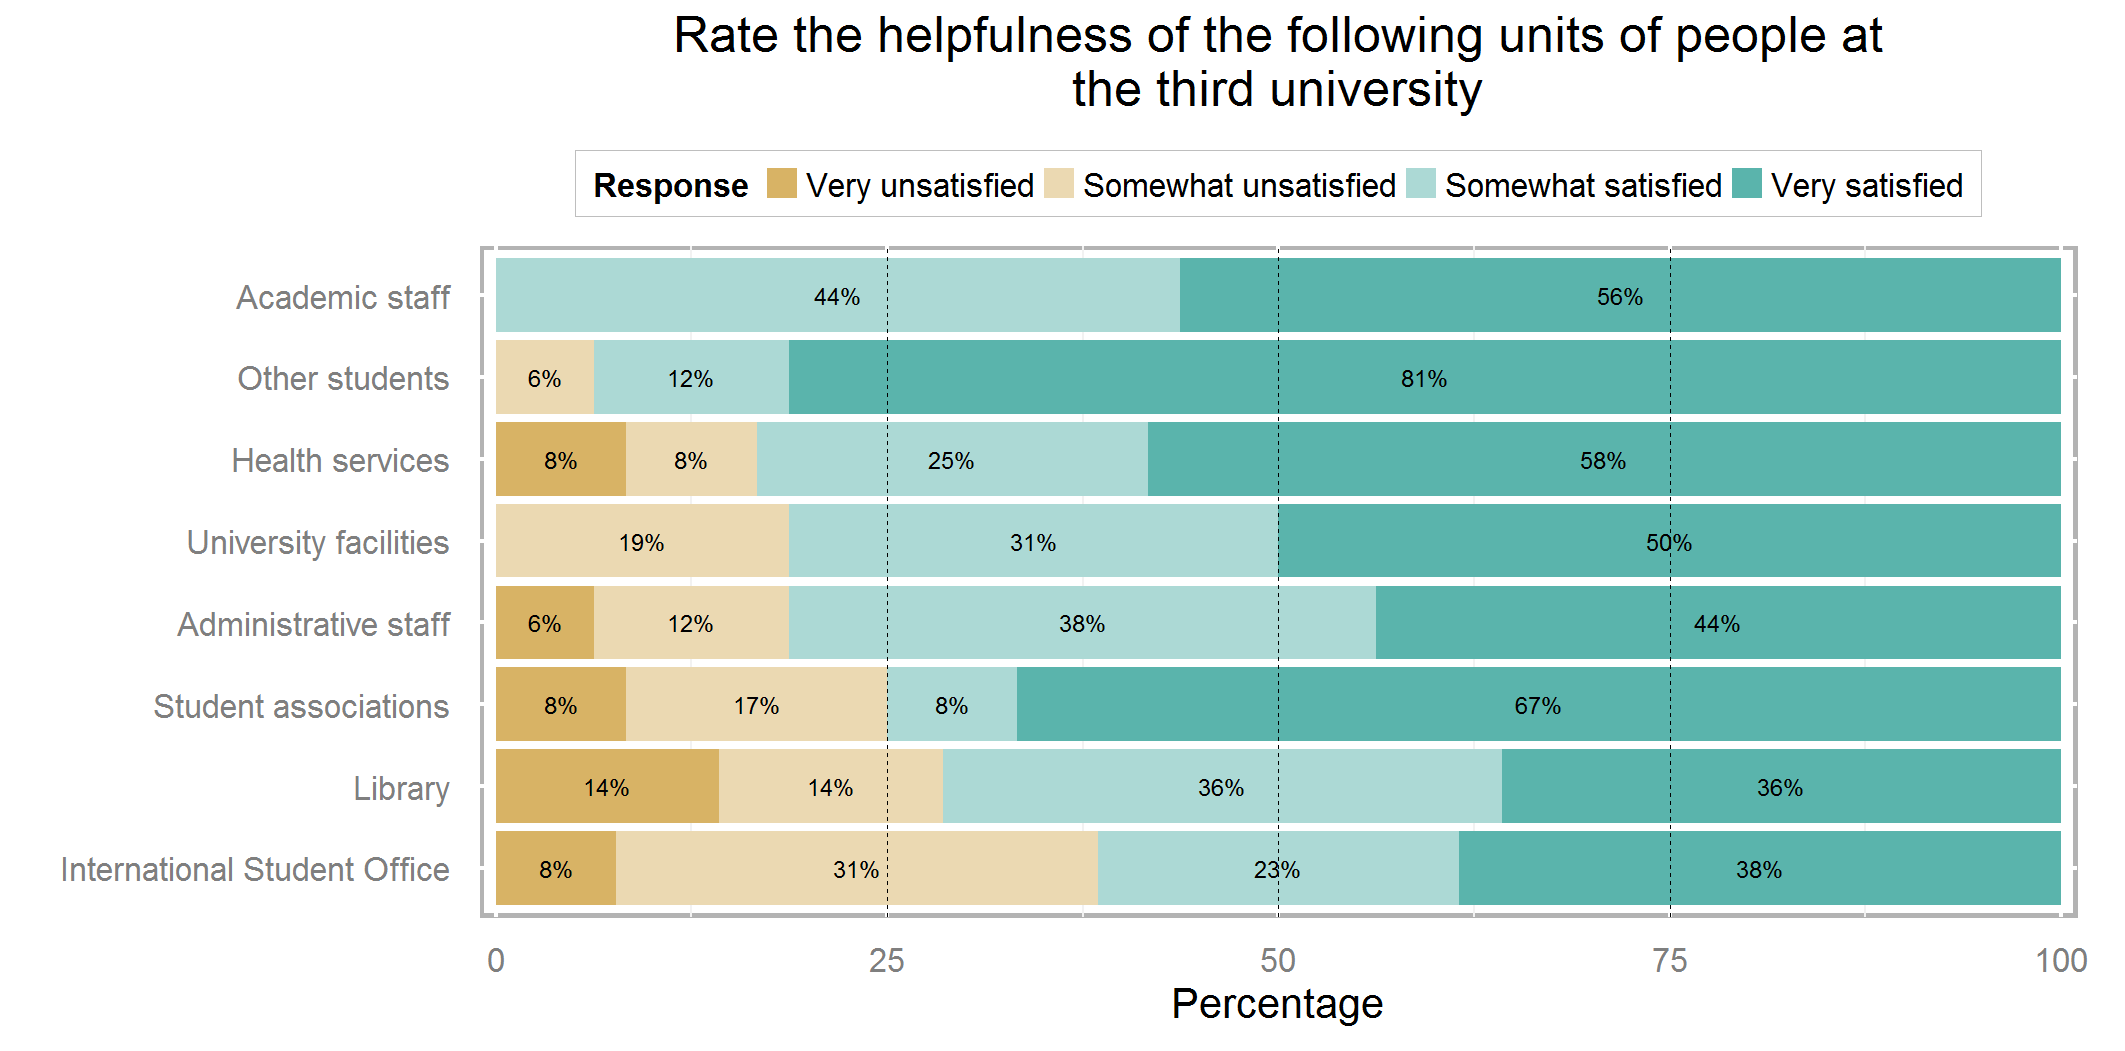 Rate the helpfulness of the following units of people at
the third university
Response Very unsatisfied Somewhat unsatisfied Somewhat satisfied Very satisfied
Academic staff 44% 56%
Other students 6% 12% 81%
Health services 8% 8% 25% 58%
University facilities 19% 31% 50%
Administrative staff 6% 12% 38% 44%
Student associations 8% 17% 8% 67%
Library 14% 14% 36% 36%
International Student Office 8% 31% 23% 38%
0 25 50 75 100
Percentage